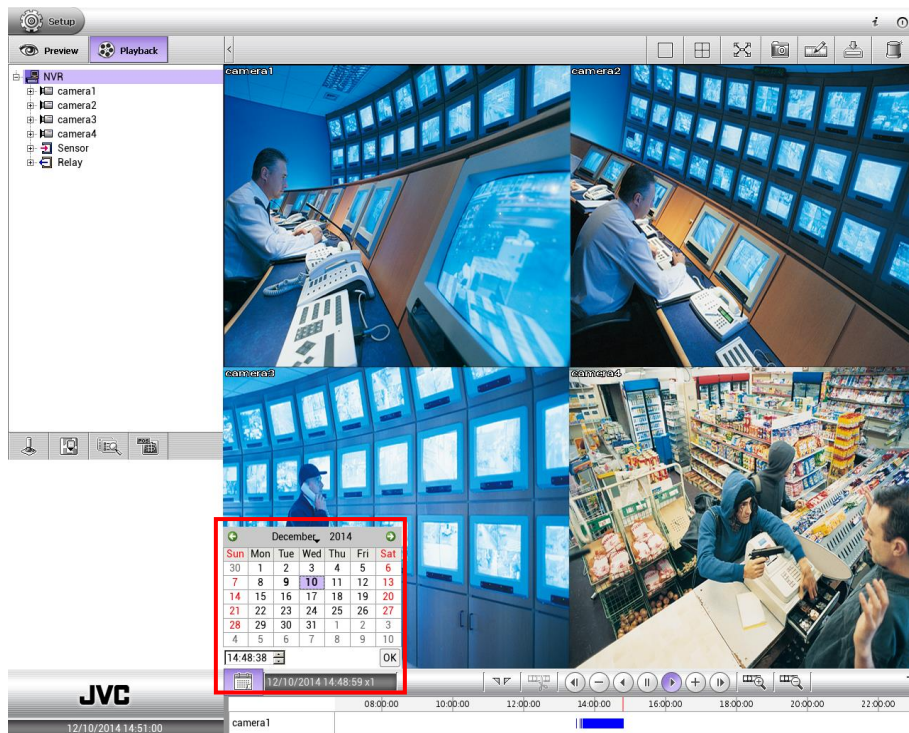 Setup
i
Preview
Playback
<
NVR
camera1
camera2
camera3
camera4
Sensor
Relay
camera1
camera2
camera3
camera4
December, 2014
Sun Mon Tue Wed Thu Fri Sat
30 1 2 3 4 5 6
7 8 9 10 11 12 13
14 15 16 17 18 19 20
21 22 23 24 25 26 27
28 29 30 31 1 2 3
4 5 6 7 8 9 10
14:48:38
OK
12/10/2014 14:48:59 x1
JVC
12/10/2014 14:51:00
08:00:00 10:00:00 12:00:00 14:00:00 16:00:00 18:00:00 20:00:00 22:00:00
camera1